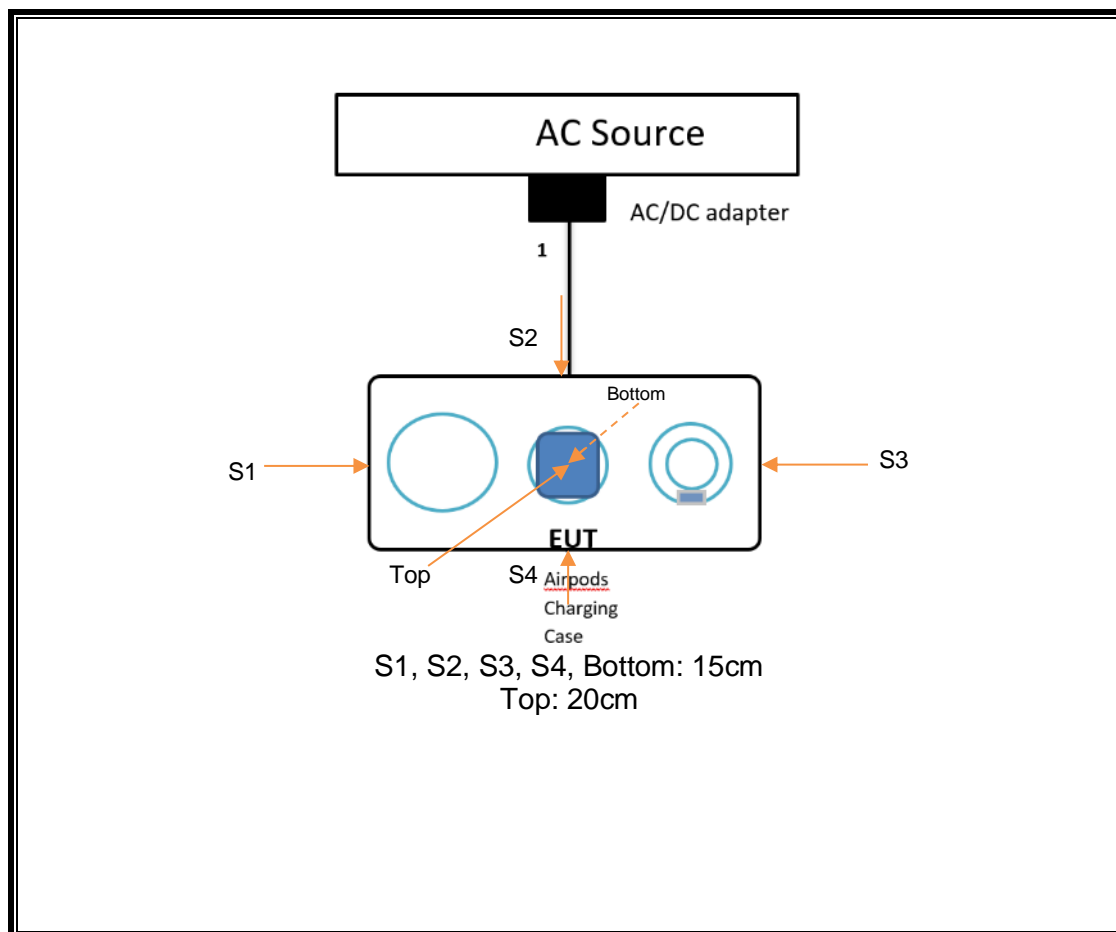 AC Source
AC/DC adapter
1
S2
Bottom
S1
S3
EUT
Top
S4
Airpods
Charging
Case
S1, S2, S3, S4, Bottom: 15cm
Top: 20cm